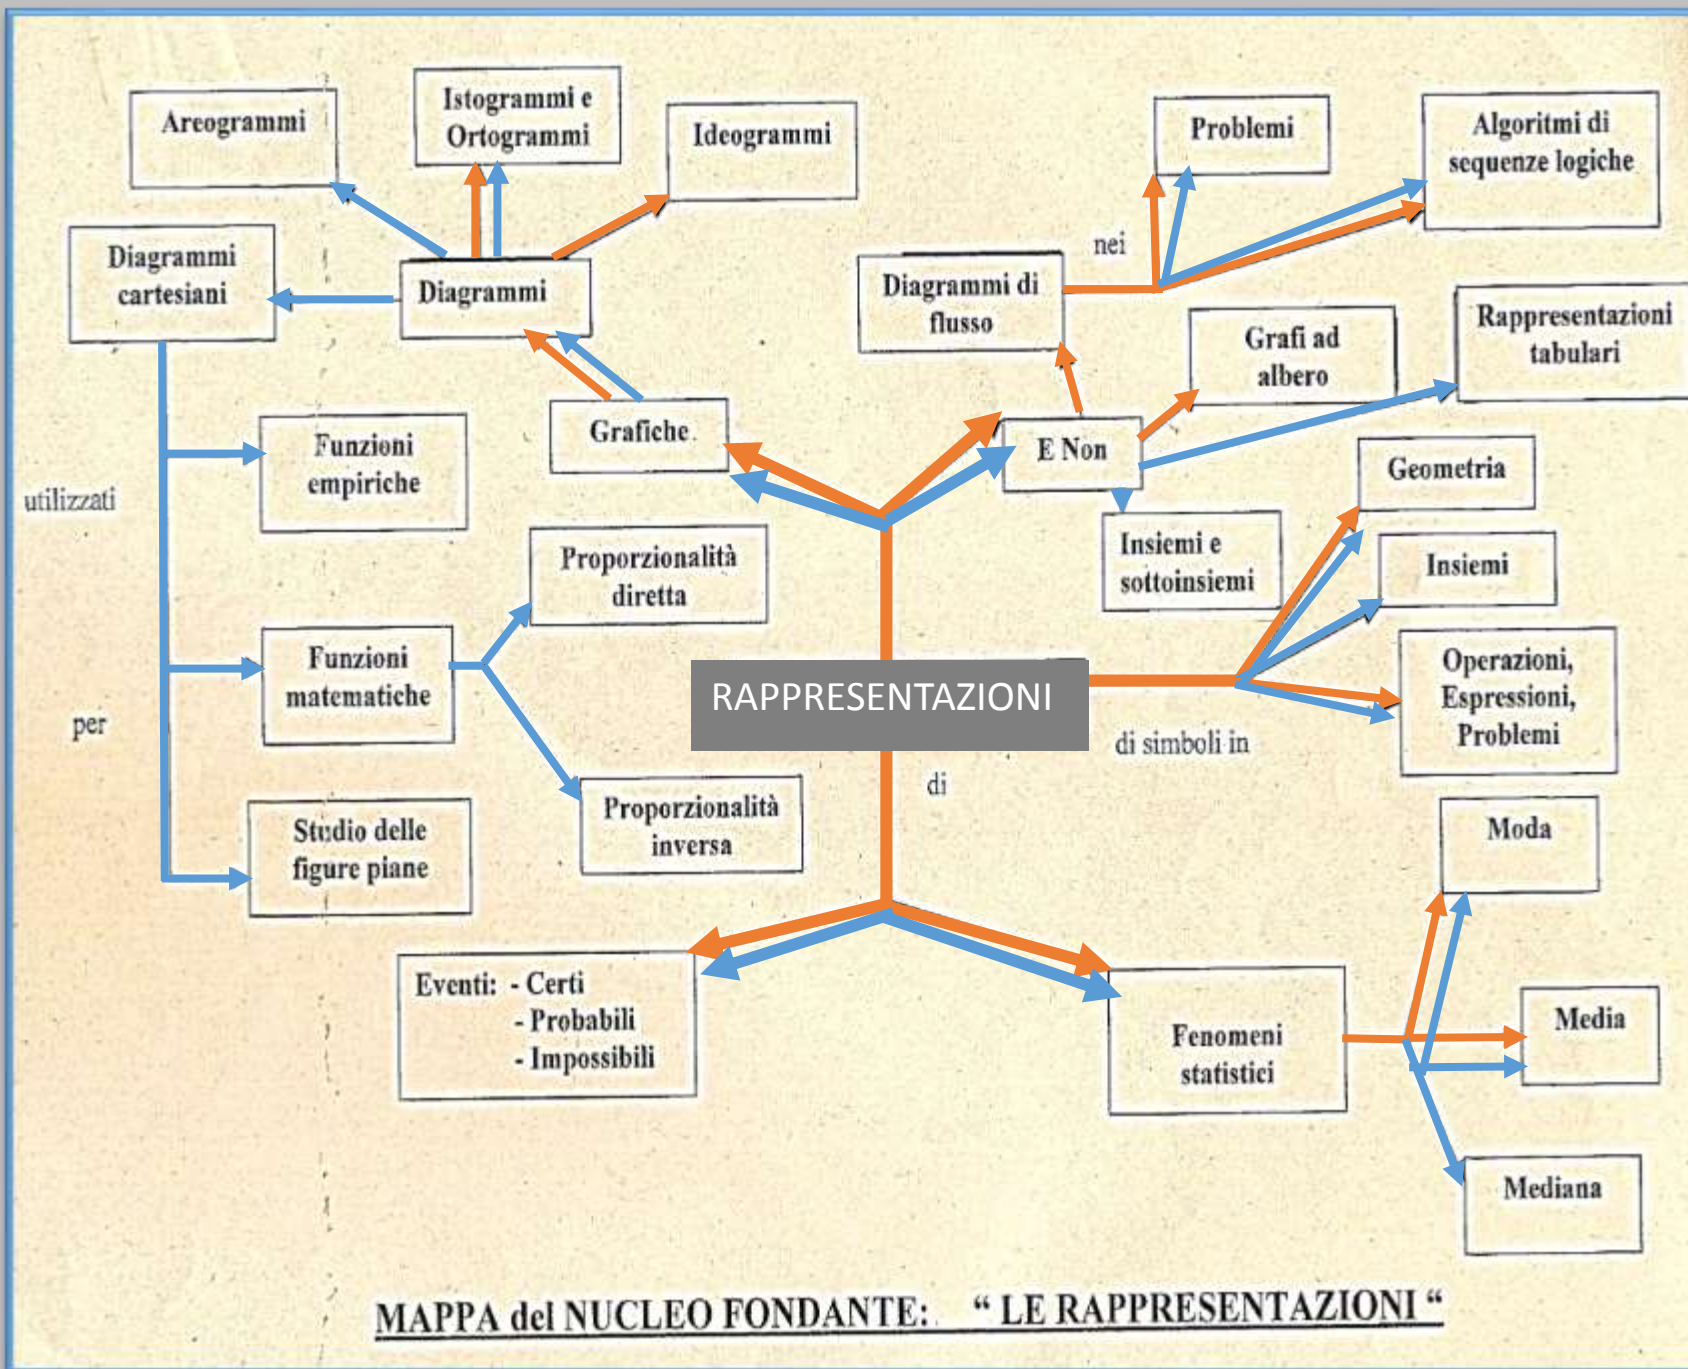 Areogrammi
Istogrammi e
Ortogrammi
Ideogrammi
Problemi
Algoritmi di
sequenze logiche
Diagrammi
cartesiani
Diagrammi
nei
Diagrammi di
flusso
Grafi ad
albero
Rappresentazioni
tabulari
Grafiche
E Non
Geometria
utilizzati
Funzioni
empiriche
Insiemi e
sottoinsiemi
Insiemi
Proporzionalità
diretta
Funzioni
matematiche
RAPPRESENTAZIONI
Operazioni,
Espressioni,
Problemi
per
di simboli in
di
Proporzionalità
inversa
Studio delle
figure piane
Moda
Eventi: - Certi
- Probabili
- Impossibili
Fenomeni
statistici
Media
Mediana
MAPPA del NUCLEO FONDANTE: “ LE RAPPRESENTAZIONI “